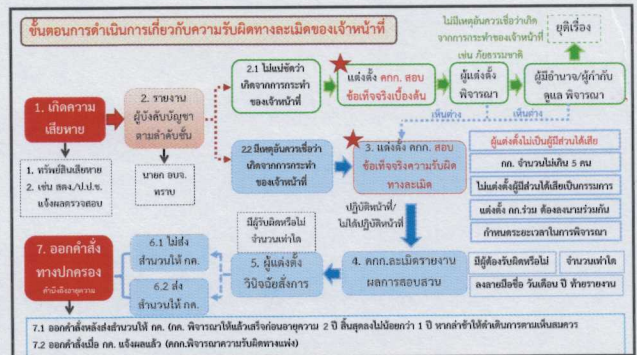 ขั้นตอนการดำเนินการเกี่ยวกับความรับผิดทางละเมิดของเจ้าหน้าที่
ไม่มีเหตุอันควรเชื่อว่าเกิด
จากการกระทำของเจ้าหน้าที่
เช่น ภัยธรรมชาติ
ยุติเรื่อง
1. เกิดความ
เสียหาย
1. ทรัพย์สินเสียหาย
2. เช่น สตง./ป.ป.ช.
แจ้งผลตรวจสอบ
2. รายงาน
ผู้บังคับบัญชา
ตามลำดับชั้น
นายก อบจ.
ทราบ
2.1 ไม่แน่ชัดว่า
เกิดจากการกระทำ
ของเจ้าหน้าที่
แต่งตั้ง คกก. สอบ
ข้อเท็จจริงเบื้องต้น
ผู้แต่งตั้ง
พิจารณา
ผู้มีอำนาจ/ผู้กำกับ
ดูแล พิจารณา
เห็นต่าง
เห็นต่าง
2.2 มีเหตุอันควรเชื่อว่า
เกิดจากการกระทำ
ของเจ้าหน้าที่
3. แต่งตั้ง คกก. สอบ
ข้อเท็จจริงความรับผิด
ทางละเมิด
ผู้แต่งตั้งไม่เป็นผู้มีส่วนได้เสีย
กก. จำนวนไม่เกิน 5 คน
ไม่แต่งตั้งผู้มีส่วนได้เสียเป็นกรรมการ
แต่งตั้ง กก.ร่วม ต้องลงนามร่วมกัน
กำหนดระยะเวลาในการพิจารณา
ปฏิบัติหน้าที่/
ไม่ได้ปฏิบัติหน้าที่
4. คกก.ละเมิดรายงาน
ผลการสอบสวน
มีผู้ต้องรับผิดหรือไม่
จำนวนเท่าใด
ลงลายมือชื่อ วันเดือน ปี ท้ายรายงาน
มีผู้รับผิดหรือไม่
จำนวนเท่าใด
5. ผู้แต่งตั้ง
วินิจฉัยสั่งการ
6.1 ไม่ส่ง
สำนวนให้ กค.
6.2 ส่ง
สำนวนให้ กค.
7. ออกคำสั่ง
ทางปกครอง
คำนึงถึงอายุความ
7.1 ออกคำสั่งหลังส่งสำนวนให้ กค. (กค. พิจารณาให้แล้วเสร็จก่อนอายุความ 2 ปี สิ้นสุดลงไม่น้อยกว่า 1 ปี หากล่าช้าให้ดำเนินการตามเห็นสมควร
7.2 ออกคำสั่งเมื่อ กค. แจ้งผลแล้ว (คกก.พิจารณาความรับผิดทางแพ่ง)